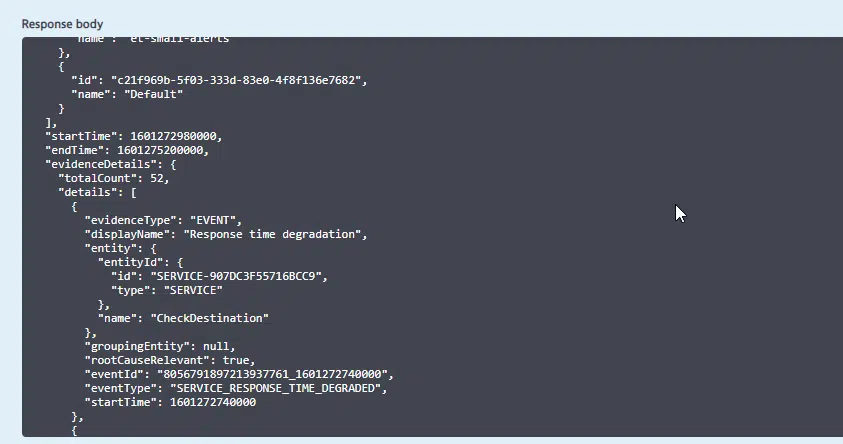 Response body
"name": "et-small-alerts"
},
{
"id": "c21f969b-5f03-333d-83e0-4f8f136e7682",
"name": "Default"
}
],
"startTime": 1601272980000,
"endTime": 1601275200000,
"evidenceDetails": {
"totalCount": 52,
"details": [
{
"evidenceType": "EVENT",
"displayName": "Response time degradation",
"entity": {
"entityId": {
"id": "SERVICE-907DC3F55716BCC9",
"type": "SERVICE"
},
"name": "CheckDestination"
},
"groupingEntity": null,
"rootCauseRelevant": true,
"eventId": "8056791897213937761_1601272740000",
"eventType": "SERVICE_RESPONSE_TIME_DEGRADED",
"startTime": 1601272740000
},
{